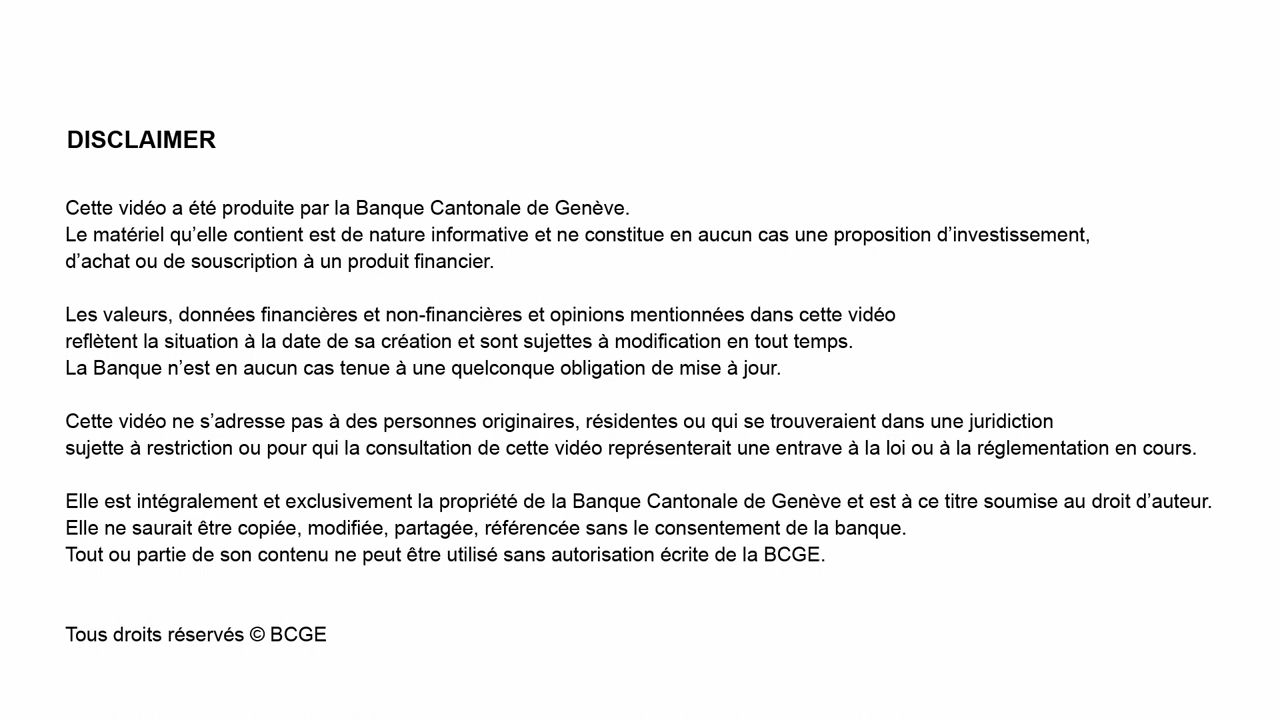 DISCLAIMER
Cette vidéo a été produite par la Banque Cantonale de Genève.
Le matériel qu’elle contient est de nature informative et ne constitue en aucun cas une proposition d’investissement,
d’achat ou de souscription à un produit financier.
Les valeurs, données financières et non-financières et opinions mentionnées dans cette vidéo
reflètent la situation à la date de sa création et sont sujettes à modification en tout temps.
La Banque n’est en aucun cas tenue à une quelconque obligation de mise à jour.
Cette vidéo ne s’adresse pas à des personnes originaires, résidentes ou qui se trouveraient dans une juridiction
sujette à restriction ou pour qui la consultation de cette vidéo représenterait une entrave à la loi ou à la réglementation en cours.
Elle est intégralement et exclusivement la propriété de la Banque Cantonale de Genève et est à ce titre soumise au droit d’auteur.
Elle ne saurait être copiée, modifiée, partagée, référencée sans le consentement de la banque.
Tout ou partie de son contenu ne peut être utilisé sans autorisation écrite de la BCGE.
Tous droits réservés © BCGE